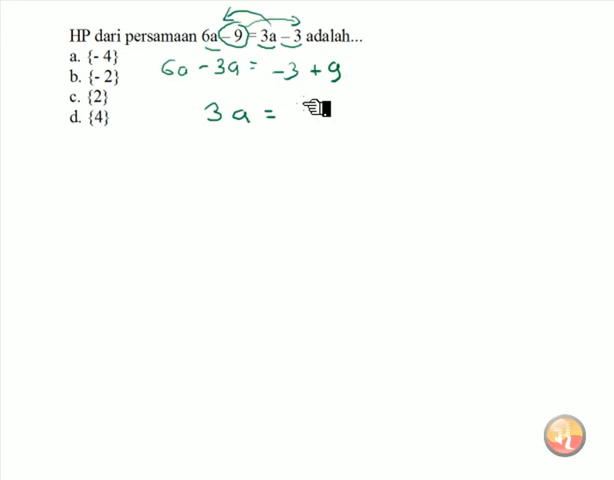 HP dari persamaan 6a – 9 = 3a – 3 adalah...
a. {- 4}
b. {- 2}
c. {2}
d. {4}
6a - 3a = -3 + 9
3a =